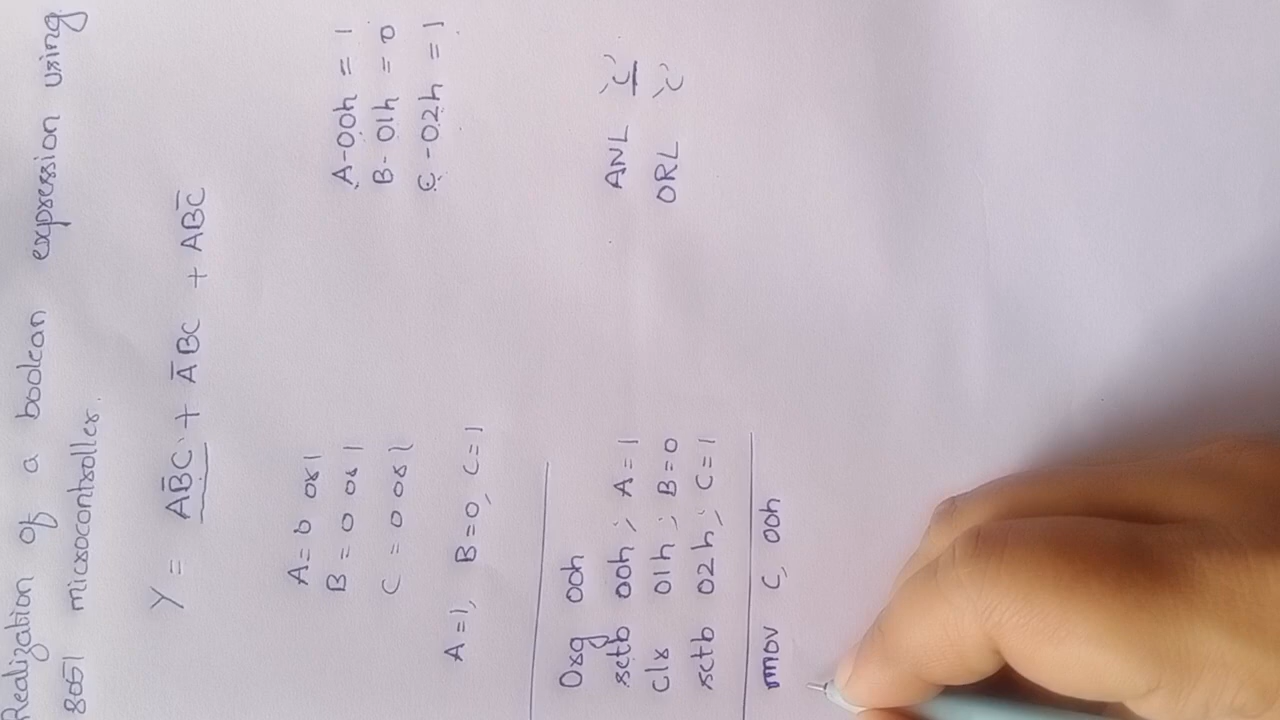 Realization of a boolean expression using
8051 microcontroller.
Y = AB̅C + A̅BC + ABC̅
A = 0 or 1
B = 0 or 1
C = 0 or 1
A-00h = 1
B-01h = 0
C-02h = 1
A=1, B=0, C=1
Org 00h
setb 00h ; A=1
clr 01h ; B=0
setb 02h ; C=1
ANL 'C'
ORL 'C'
mov C, 00h